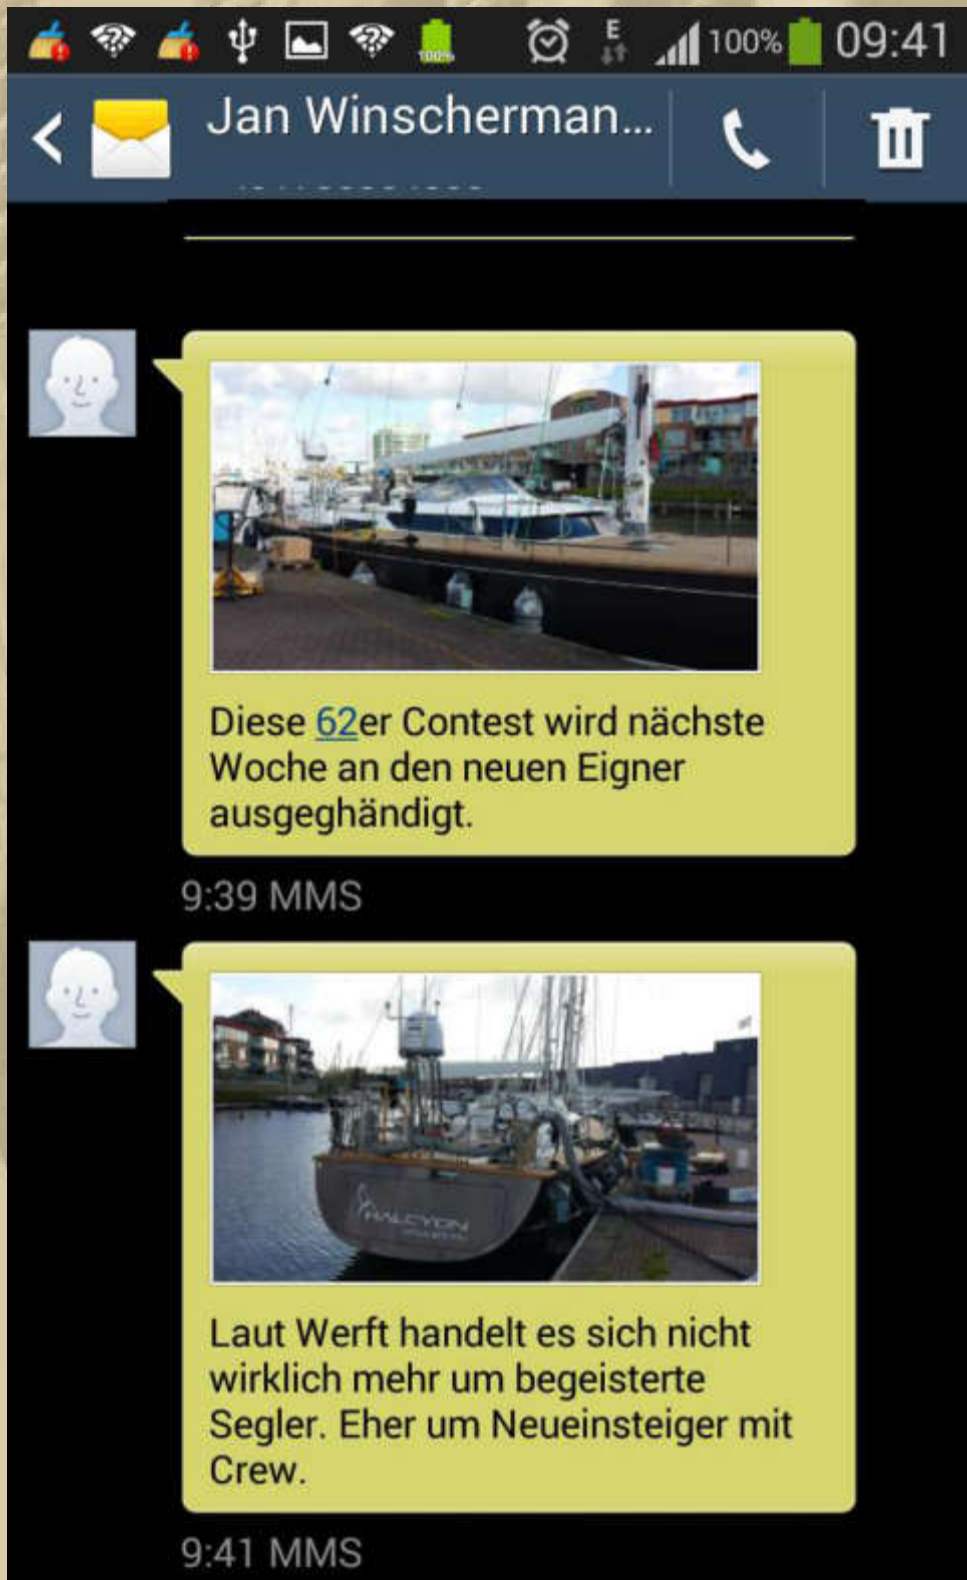 100%
E
100%
09:41
Jan Winscherman...
Diese 62er Contest wird nächste
Woche an den neuen Eigner
ausgeghändigt.
9:39 MMS
HALCYON
Laut Werft handelt es sich nicht
wirklich mehr um begeisterte
Segler. Eher um Neueinsteiger mit
Crew.
9:41 MMS